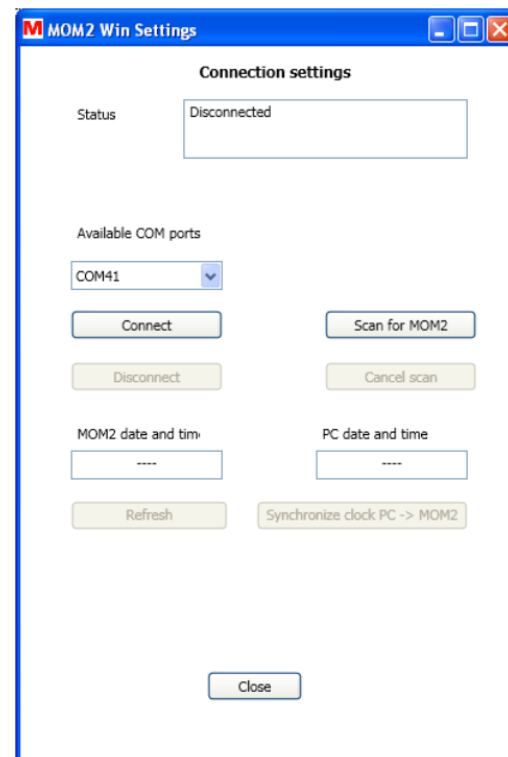 M MOM2 Win Settings
Connection settings
Status
Disconnected
Available COM ports
COM41
Connect
Scan for MOM2
Disconnect
Cancel scan
MOM2 date and tim
PC date and time
----
----
Refresh
Synchronize clock PC -> MOM2
Close